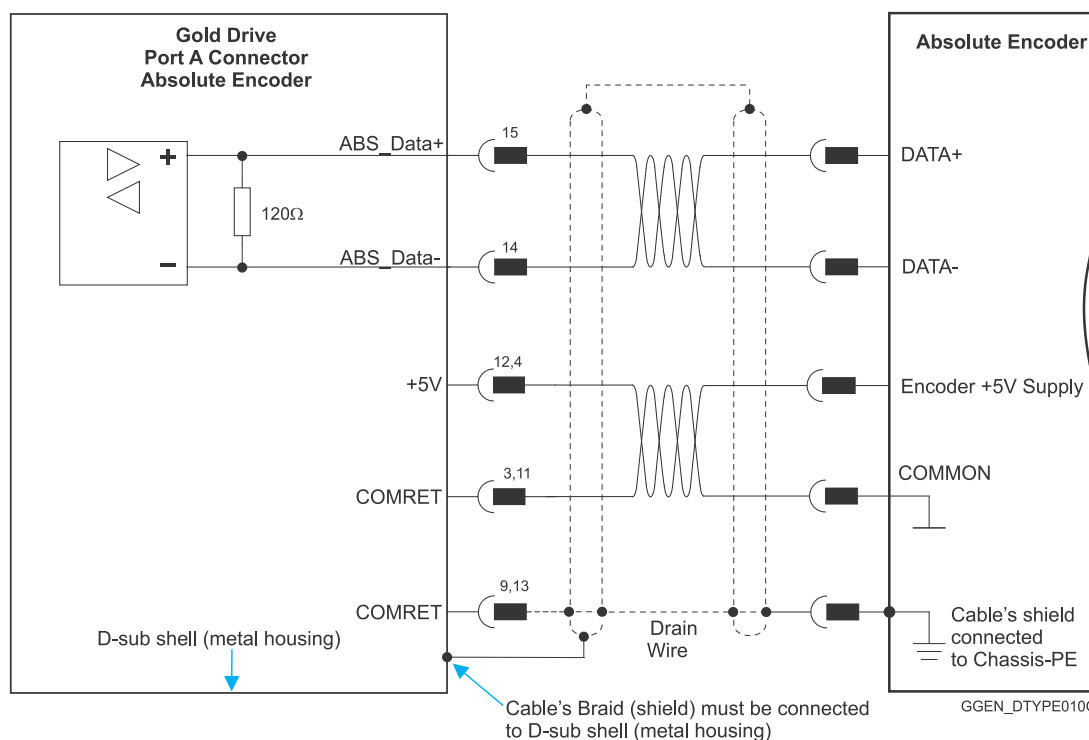 Gold Drive
Port A Connector
Absolute Encoder
Absolute Encoder
+
-
120Ω
ABS_Data+
15
DATA+
ABS_Data-
14
DATA-
+5V
12,4
Encoder +5V Supply
COMRET
3,11
COMMON
COMRET
9,13
Drain
Wire
Cable's shield
connected
to Chassis-PE
D-sub shell (metal housing)
Cable's Braid (shield) must be connected
to D-sub shell (metal housing)